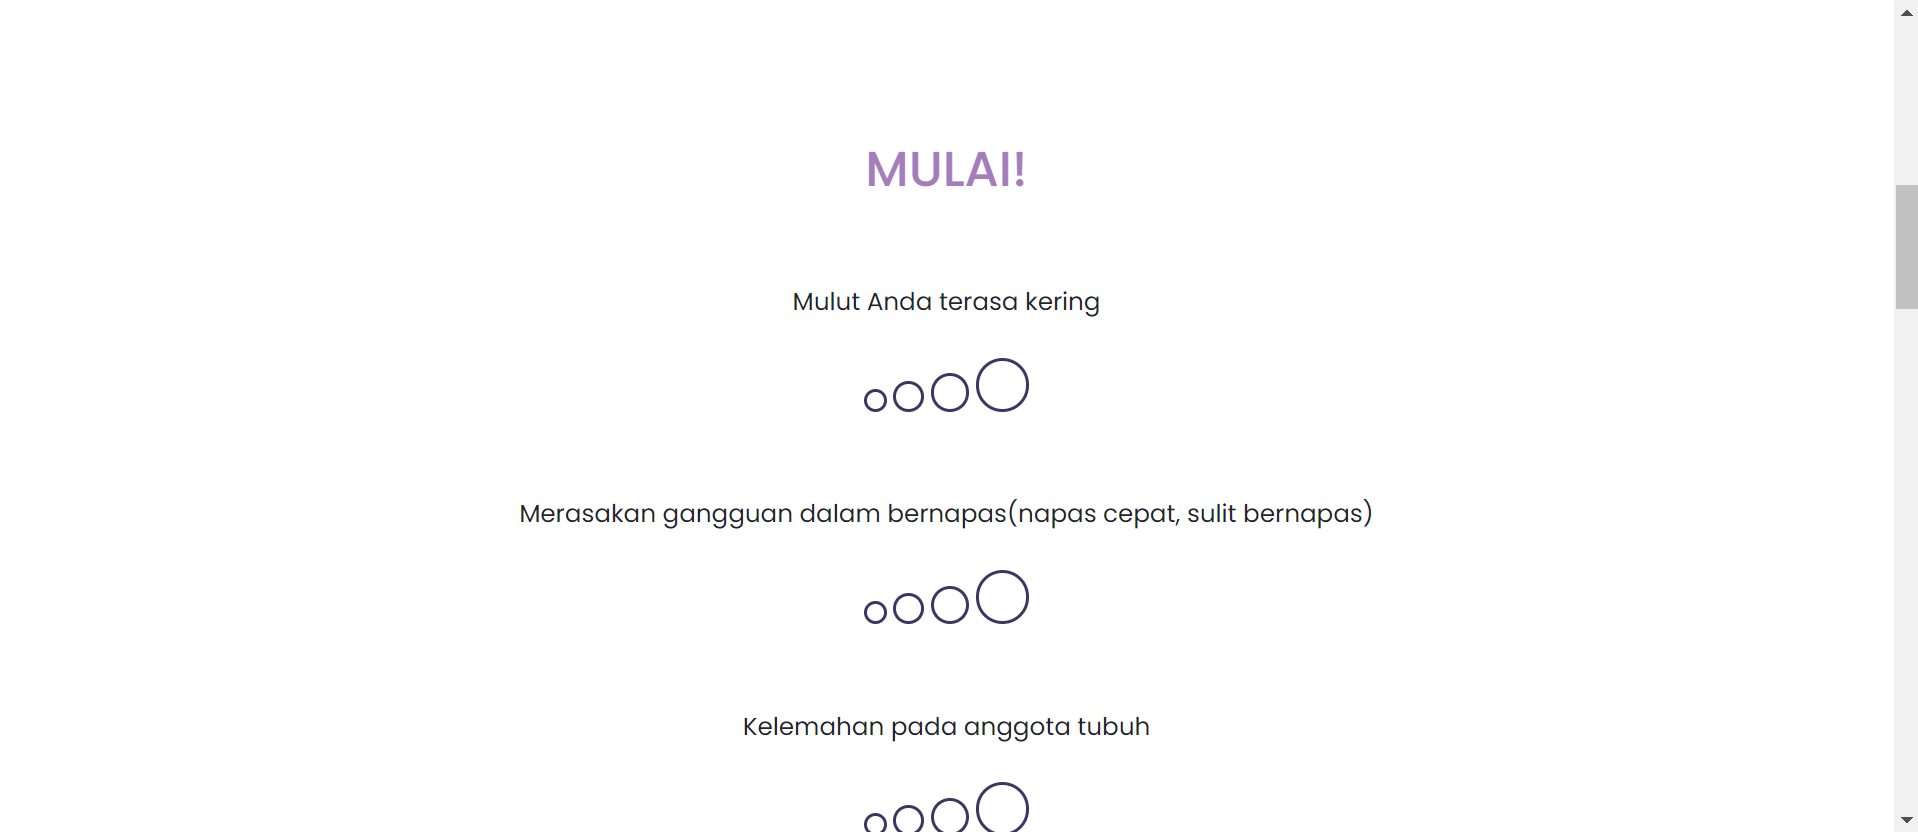 MULAI!
Mulut Anda terasa kering
Merasakan gangguan dalam bernapas(napas cepat, sulit bernapas)
Kelemahan pada anggota tubuh